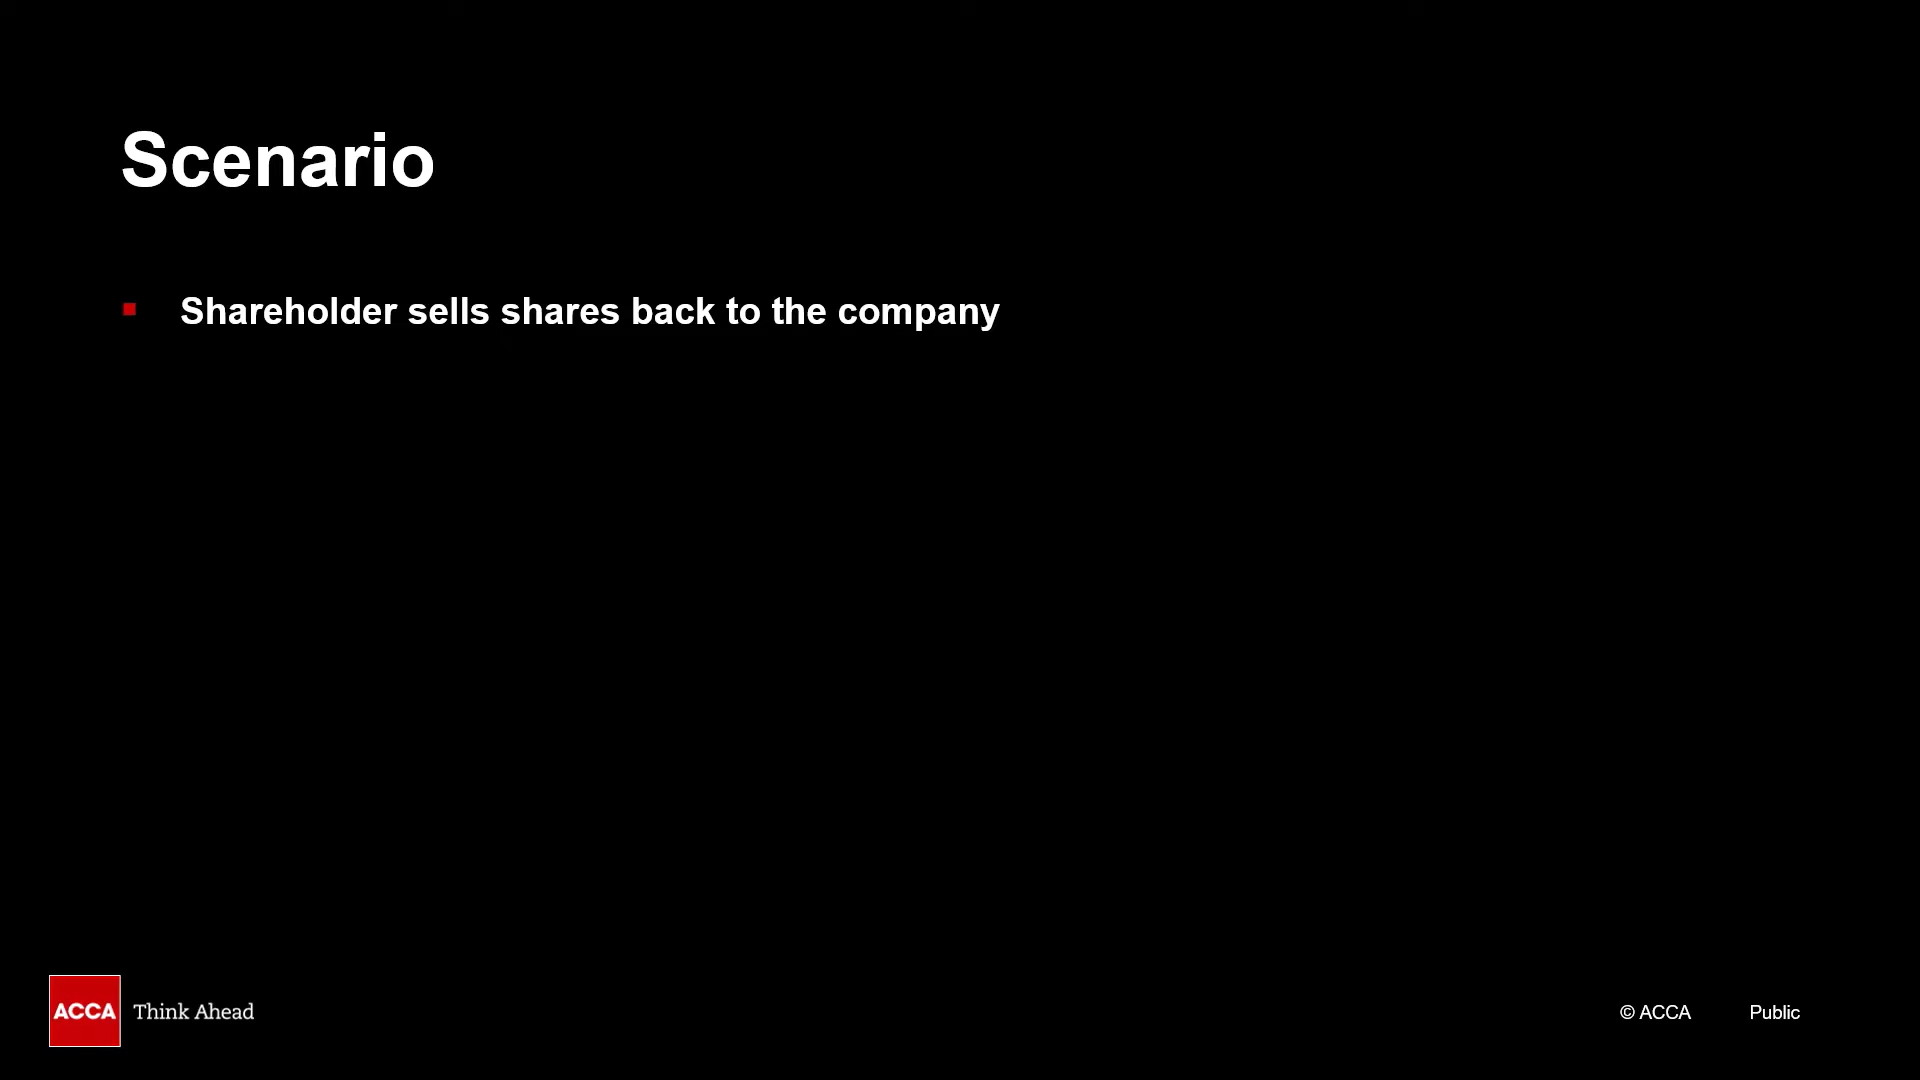 Scenario
Shareholder sells shares back to the company
ACCA Think Ahead
© ACCA Public